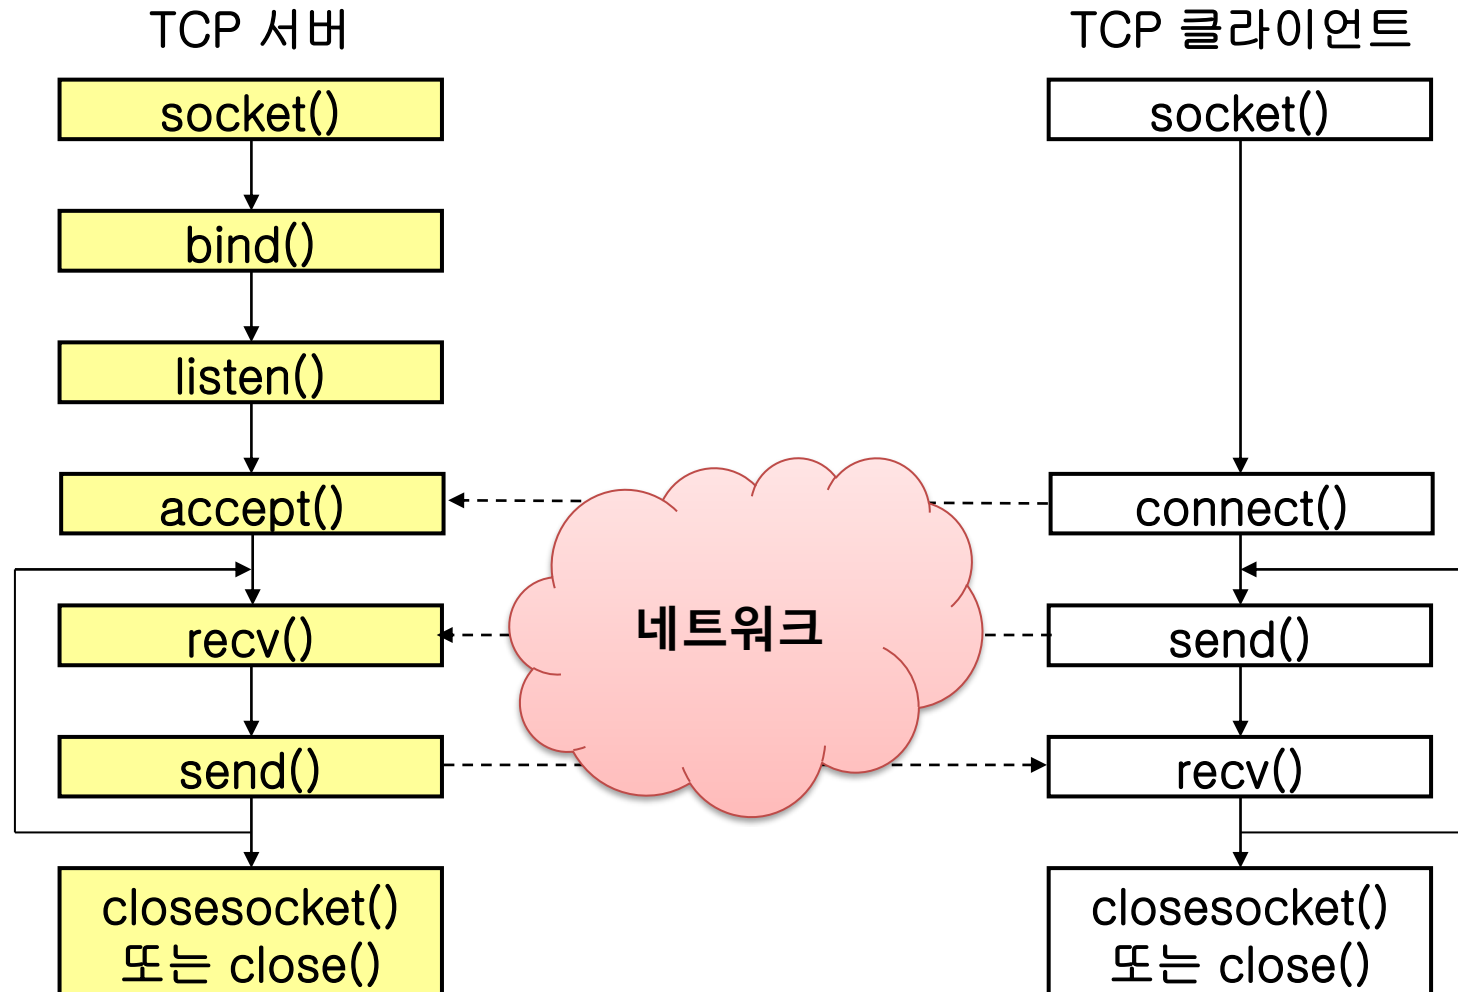 TCP 서버
socket()
bind()
listen()
accept()
recv()
send()
closesocket()
또는 close()
네트워크
TCP 클라이언트
socket()
connect()
send()
recv()
closesocket()
또는 close()